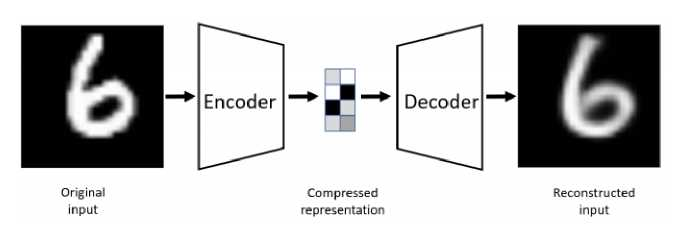 Encoder
Decoder
Original
input
Compressed
representation
Reconstructed
input